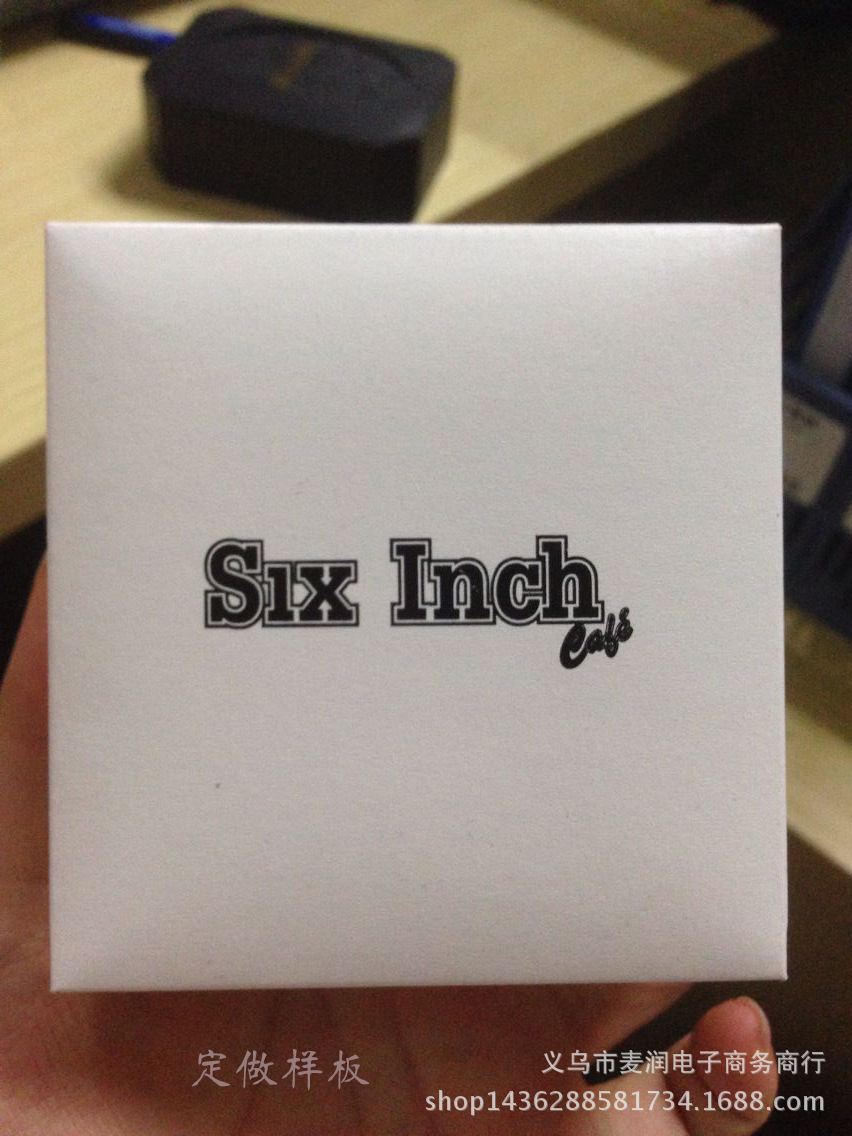 Six Inch
Café
定做样板
义乌市麦润电子商务商行
shop1436288581734.1688.com